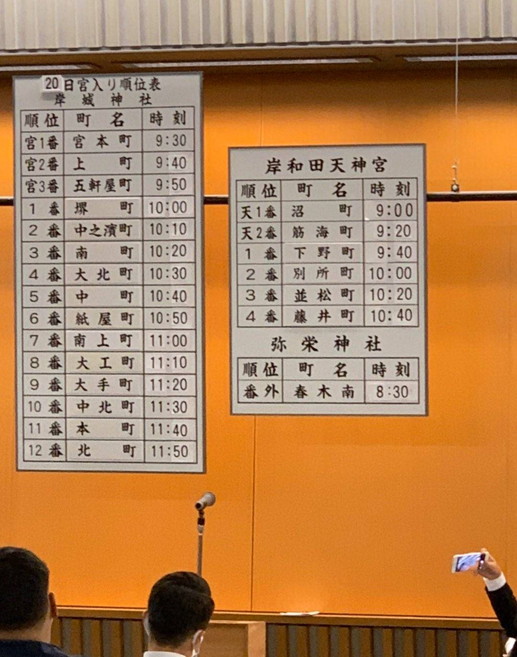 20日宮入り順位表
岸城神社
順位 町名 時刻
宮1番 宮本町 9:30
宮2番 上町 9:40
宮3番 五軒屋町 9:50
1番 堺町 10:00
2番 中之濱町 10:10
3番 南町 10:20
4番 大北町 10:30
5番 中町 10:40
6番 紙屋町 10:50
7番 南上町 11:00
8番 大工町 11:10
9番 大手町 11:20
10番 中北町 11:30
11番 本町 11:40
12番 北町 11:50
岸和田天神宮
順位 町名 時刻
天1番 沼町 9:00
天2番 筋海町 9:20
1番 下野町 9:40
2番 別所町 10:00
3番 並松町 10:20
4番 藤井町 10:40
弥栄神社
順位 町名 時刻
番外 春木南 8:30